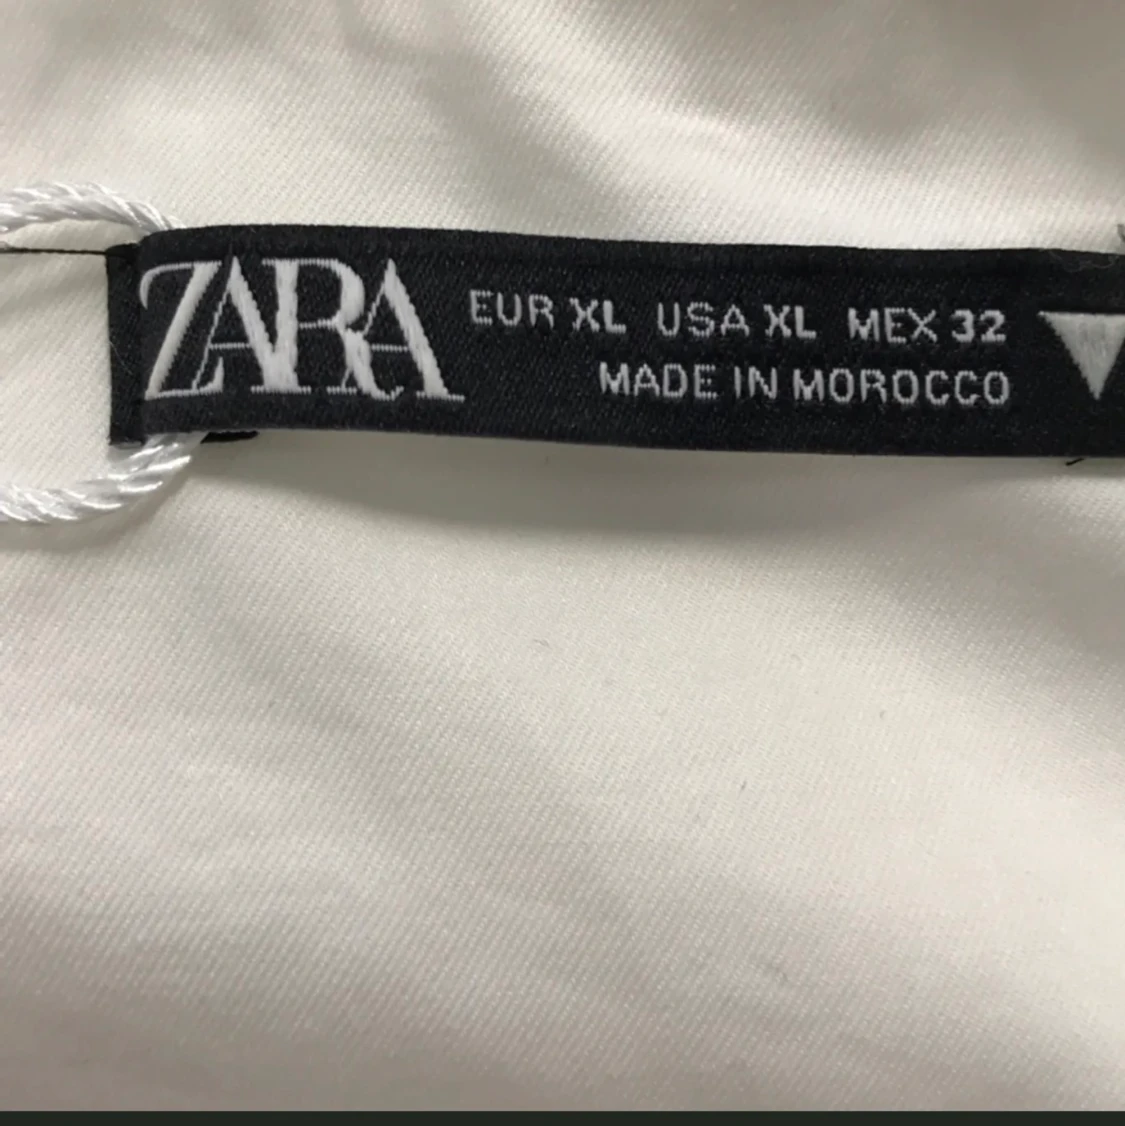 ZARA
EUR XL USA XL MEX 32
MADE IN MOROCCO